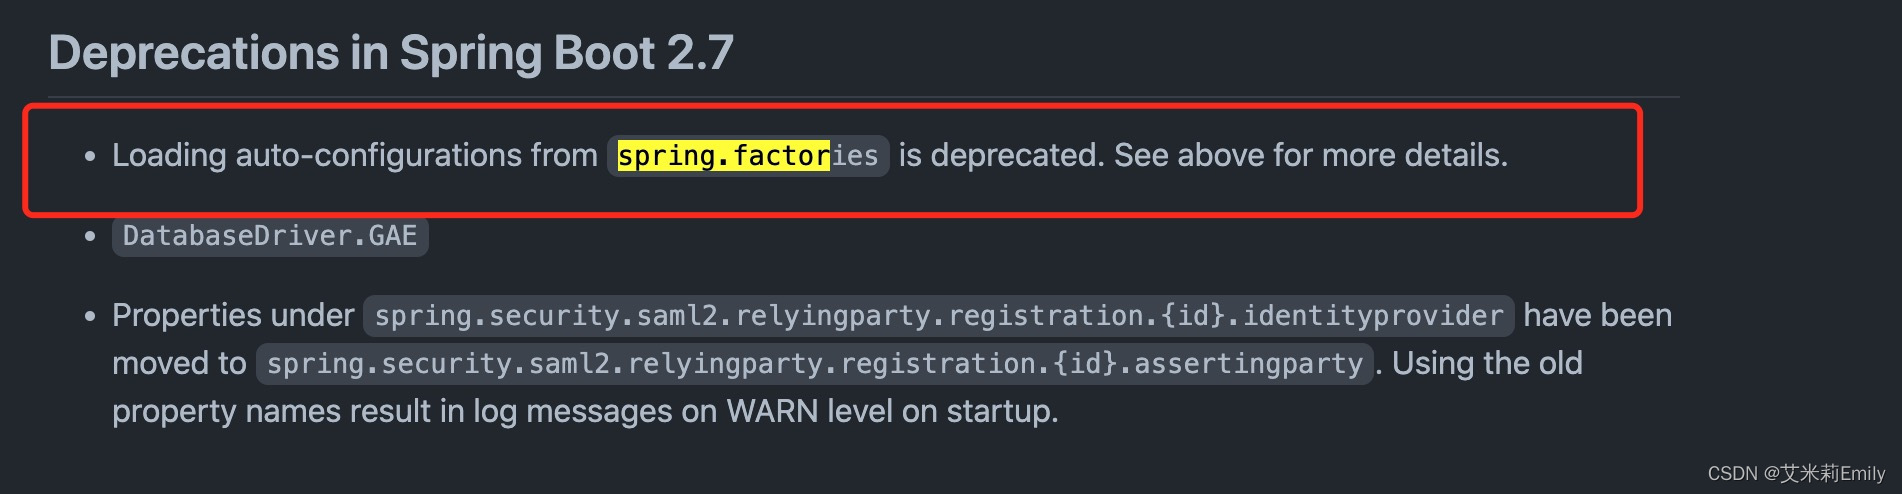 Deprecations in Spring Boot 2.7
• Loading auto-configurations from spring.factories is deprecated. See above for more details.
• DatabaseDriver.GAE
• Properties under spring.security.saml2.relyingparty.registration.{id}.identityprovider have been
moved to spring.security.saml2.relyingparty.registration.{id}.assertingparty. Using the old
property names result in log messages on WARN level on startup.
CSDN @艾米莉Emily